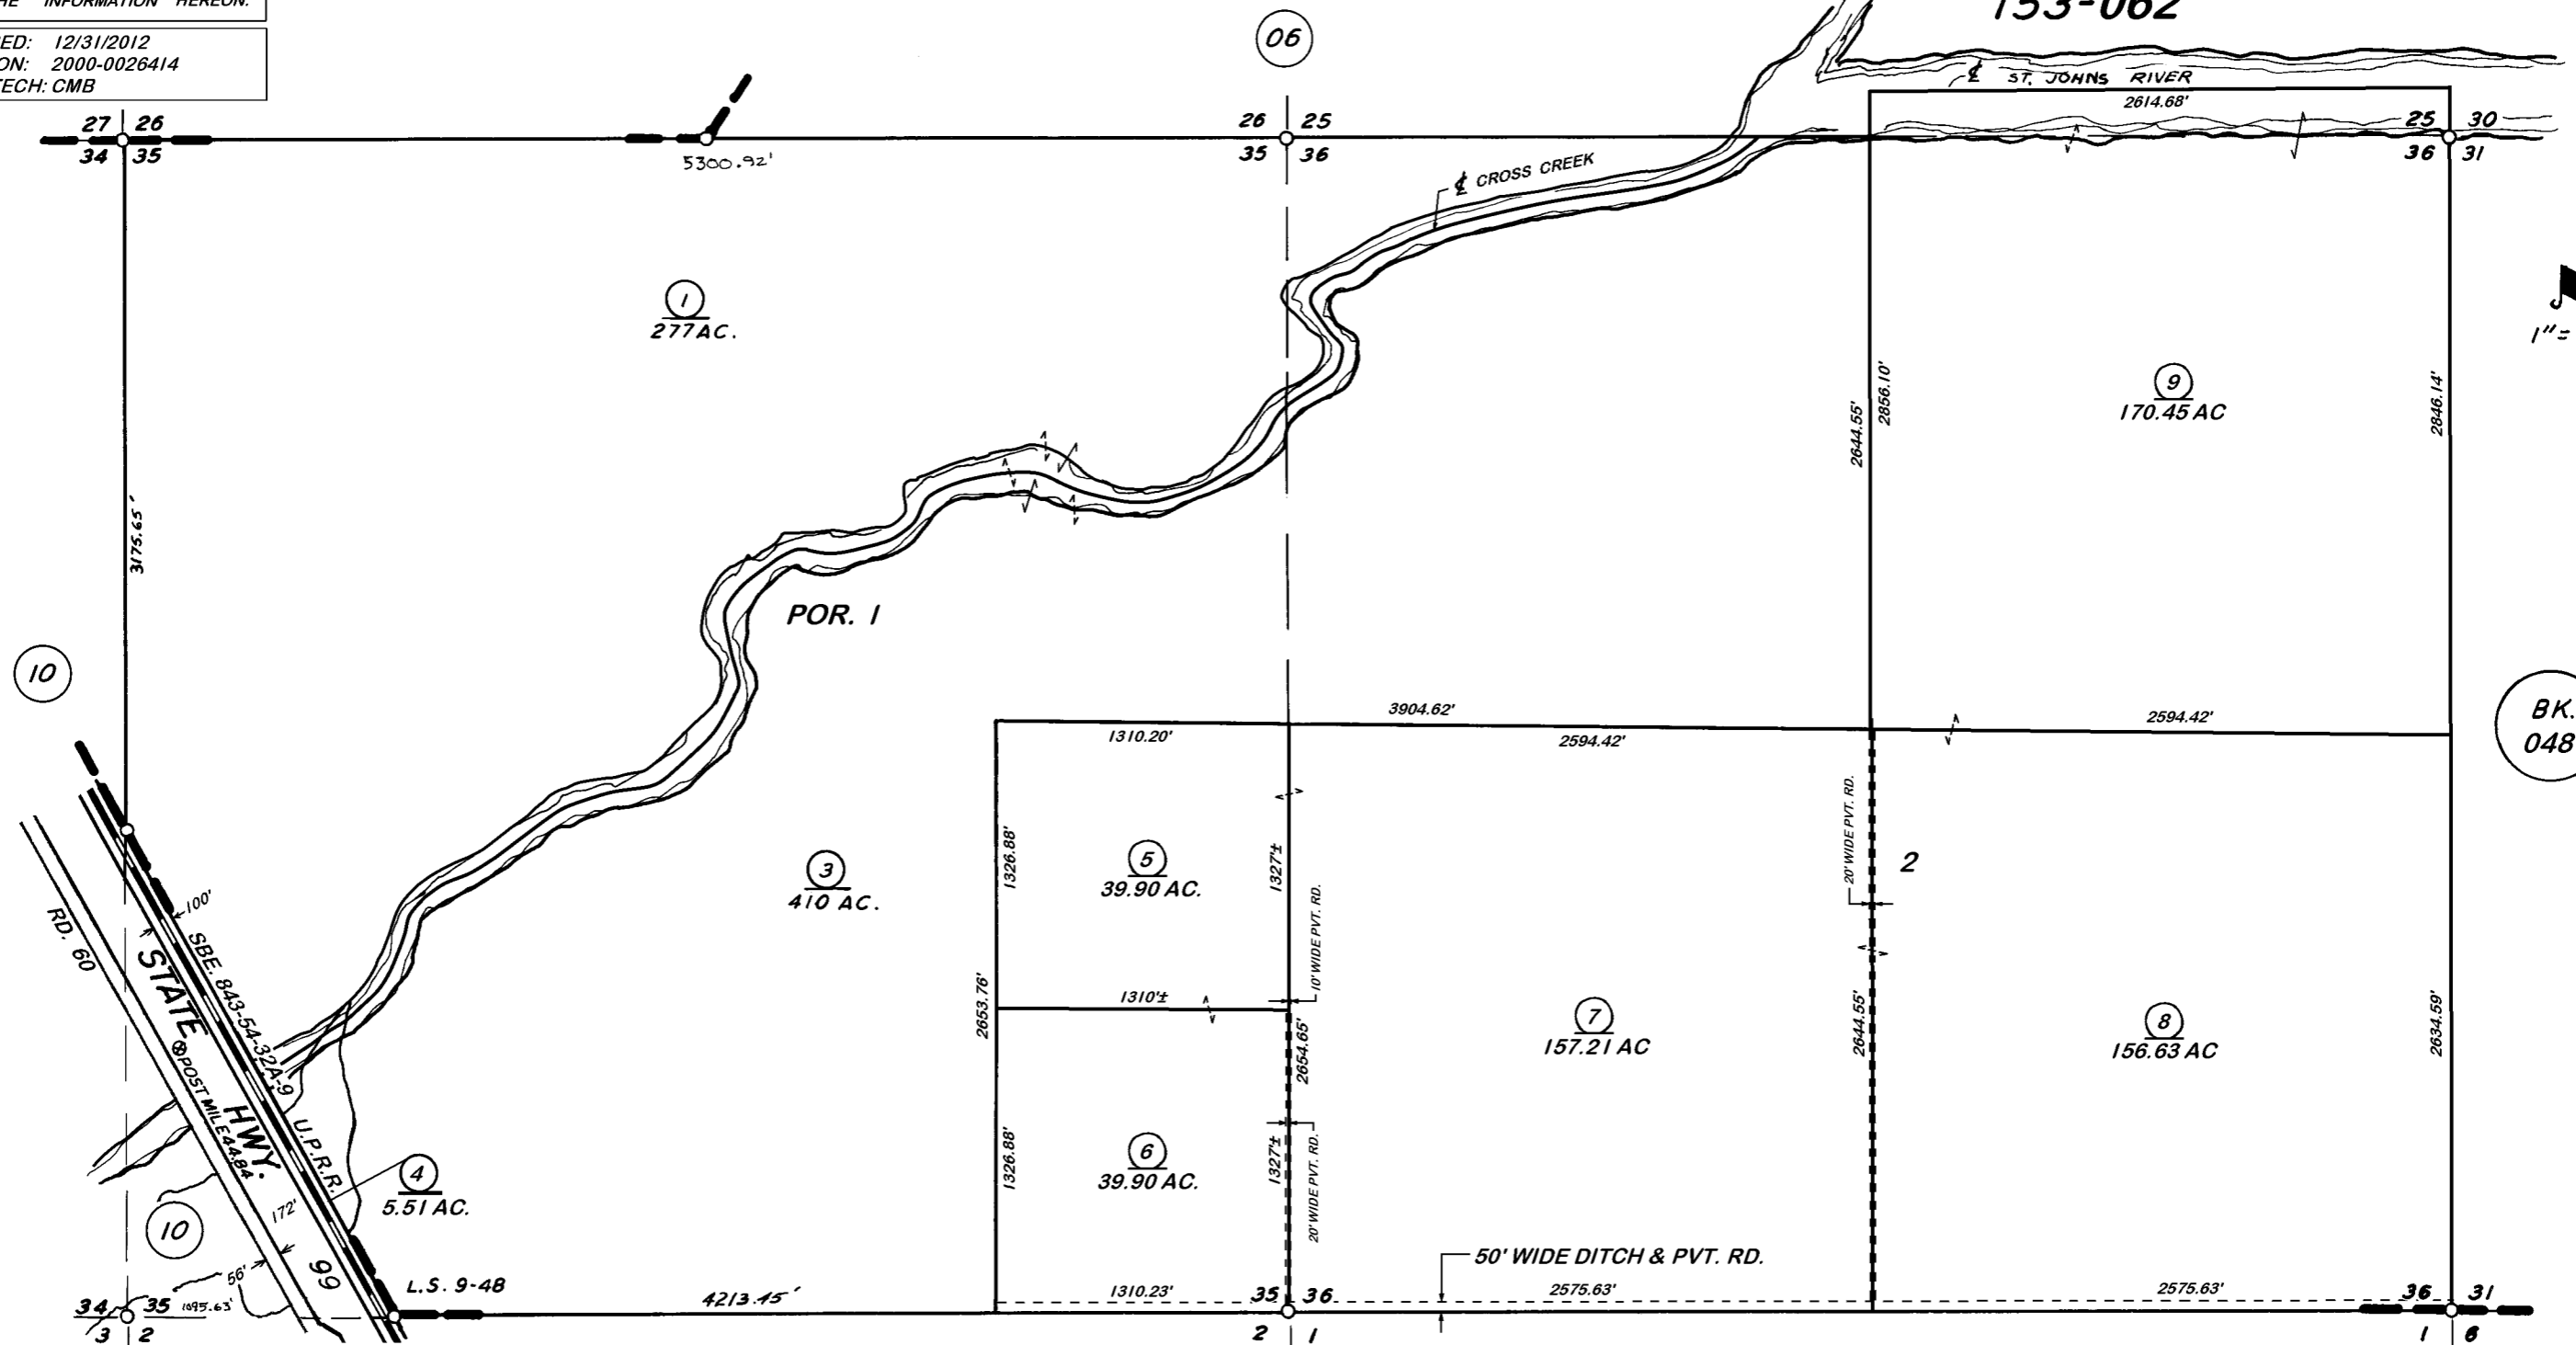 THE INFORMATION HEREON.
ED: 12/31/2012
ON: 2000-0026414
TECH: CMB
06
153-062
℄ ST. JOHNS RIVER
2614.68'
27 26
34 35
5300.92'
26 25
35 36
25 30
36 31
℄ CROSS CREEK
1
277 AC.
1"=
9
170.45 AC
2644.55'
2856.10'
2846.14'
3175.65'
POR. 1
10
BK.
048
3904.62'
1310.20'
2594.42'
2594.42'
1326.88'
5
39.90 AC.
1327'±
10' WIDE PVT. RD.
20' WIDE PVT. RD.
2
3
410 AC.
100'
RD. 60
STATE HWY. 99
SBE. 843-54-32A-9
U.P.R.R.
POST MILE 44.84
2653.76'
1310'±
2654.65'
7
157.21 AC
2644.55'
8
156.63 AC
2634.59'
1326.88'
6
39.90 AC.
1327'±
20' WIDE PVT. RD.
4
5.51 AC.
10
172'
56'
50' WIDE DITCH & PVT. RD.
L.S. 9-48
34 35
1095.63'
3 2
4213.45'
1310.23'
35 36
2 1
2575.63'
2575.63'
36 31
1 6